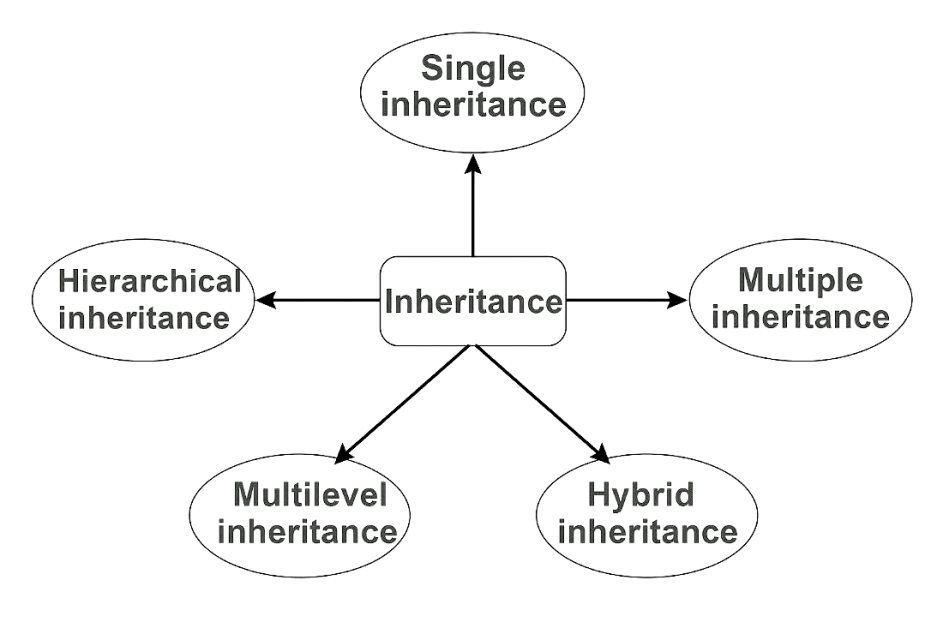 Single
inheritance
Hierarchical
inheritance
Inheritance
Multiple
inheritance
Multilevel
inheritance
Hybrid
inheritance